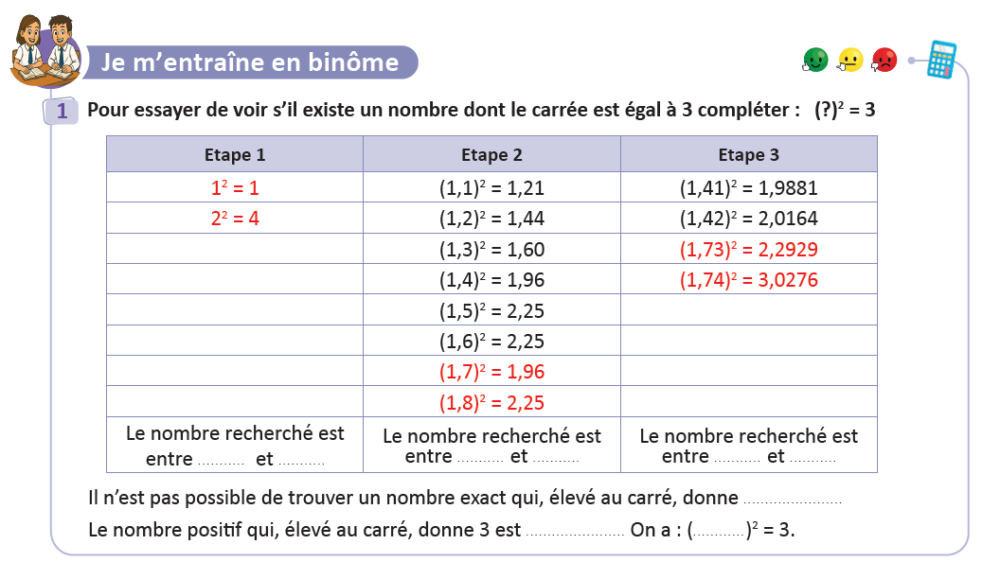 Je m'entraîne en binôme
1 Pour essayer de voir s'il existe un nombre dont le carrée est égal à 3 compléter : (?)² = 3
Etape 1 Etape 2 Etape 3
1² = 1 (1,1)² = 1,21 (1,41)² = 1,9881
2² = 4 (1,2)² = 1,44 (1,42)² = 2,0164
(1,3)² = 1,60 (1,73)² = 2,2929
(1,4)² = 1,96 (1,74)² = 3,0276
(1,5)² = 2,25
(1,6)² = 2,25
(1,7)² = 1,96
(1,8)² = 2,25
Le nombre recherché est Le nombre recherché est Le nombre recherché est
entre ........... et ........... entre ........... et ........... entre ........... et ...........
Il n'est pas possible de trouver un nombre exact qui, élevé au carré, donne .......................
Le nombre positif qui, élevé au carré, donne 3 est ....................... On a : (............)² = 3.